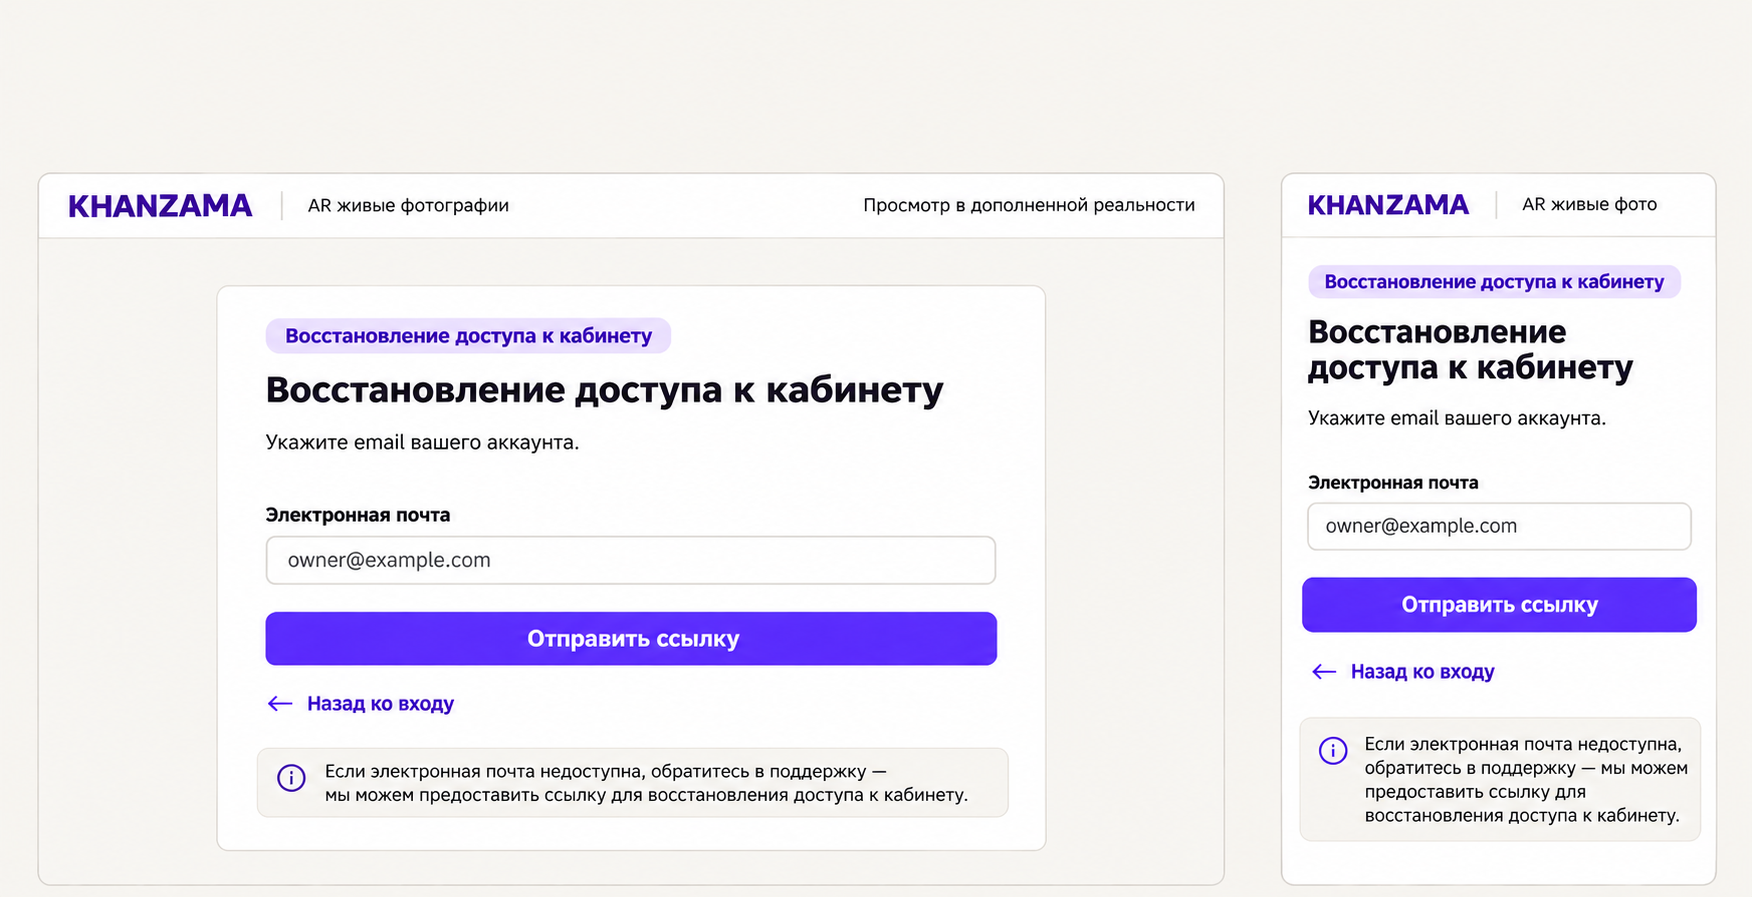 KHANZAMA
AR живые фотографии
Просмотр в дополненной реальности
Восстановление доступа к кабинету
Восстановление доступа к кабинету
Укажите email вашего аккаунта.
Электронная почта
owner@example.com
Отправить ссылку
← Назад ко входу
Если электронная почта недоступна, обратитесь в поддержку —
мы можем предоставить ссылку для восстановления доступа к кабинету.
KHANZAMA
AR живые фото
Восстановление доступа к кабинету
Восстановление
доступа к кабинету
Укажите email вашего аккаунта.
Электронная почта
owner@example.com
Отправить ссылку
← Назад ко входу
Если электронная почта недоступна,
обратитесь в поддержку — мы можем
предоставить ссылку для
восстановления доступа к кабинету.